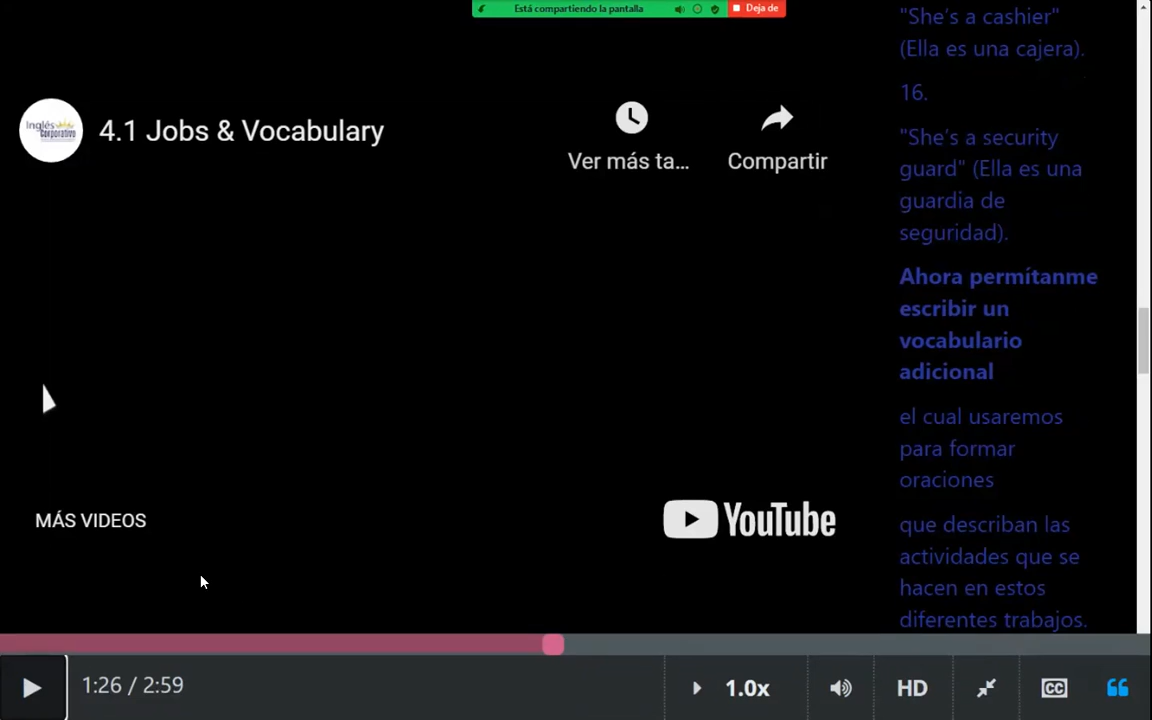 Está compartiendo la pantalla
Deja de
Inglés
Corporativo
4.1 Jobs & Vocabulary
Ver más ta...
Compartir
MÁS VIDEOS
YouTube
"She's a cashier"
(Ella es una cajera).
16.
"She's a security
guard" (Ella es una
guardia de
seguridad).
Ahora permítanme
escribir un
vocabulario
adicional
el cual usaremos
para formar
oraciones
que describan las
actividades que se
hacen en estos
diferentes trabajos.
1:26 / 2:59
1.0x
HD
CC